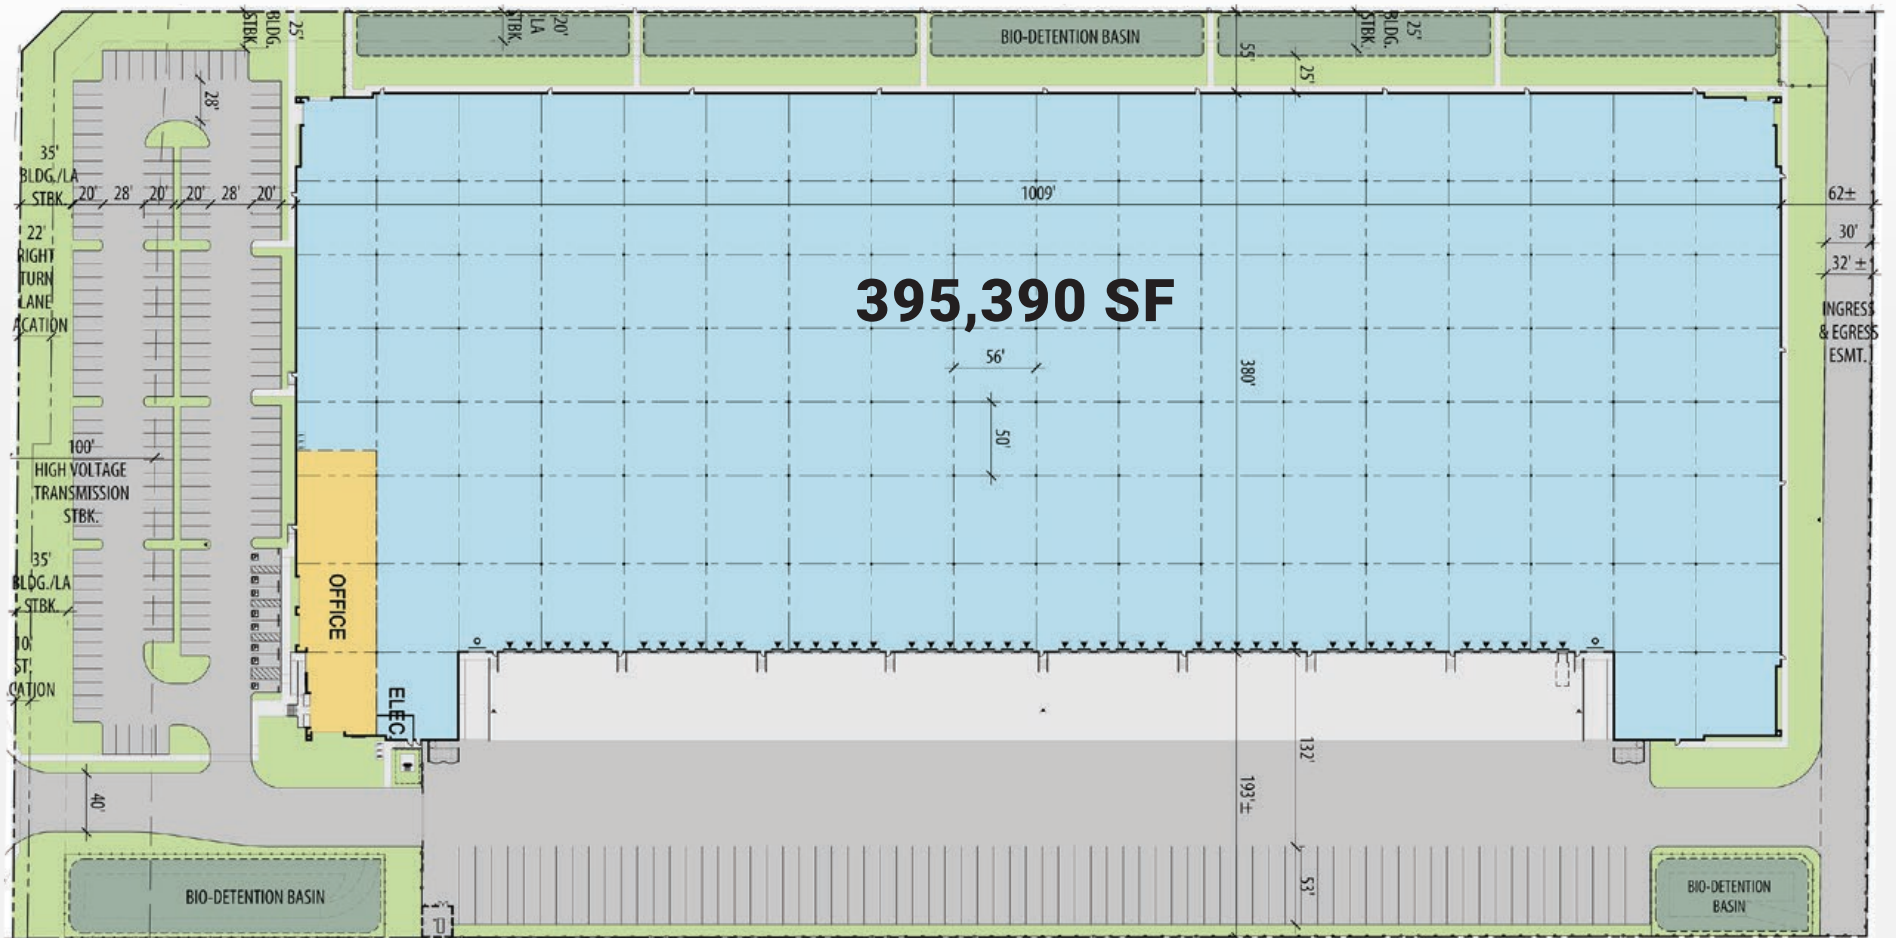 BLDG.
STBK.
25'
20'
LA
STBK.
BIO-DETENTION BASIN
25'
BLDG.
STBK.
55'
25'
28'
35'
BLDG./LA
STBK.
20'
28'
20'
20'
28'
20'
1009'
62±
30'
32' ±
22'
RIGHT
TURN
LANE
INGRESS
& EGRESS
ESMT.
395,390 SF
56'
380'
50'
100'
HIGH VOLTAGE
TRANSMISSION
STBK.
35'
BLDG./LA
STBK.
10'
OFFICE
ELEC
132'
193'±
40'
53'
BIO-DETENTION BASIN
BIO-DETENTION
BASIN